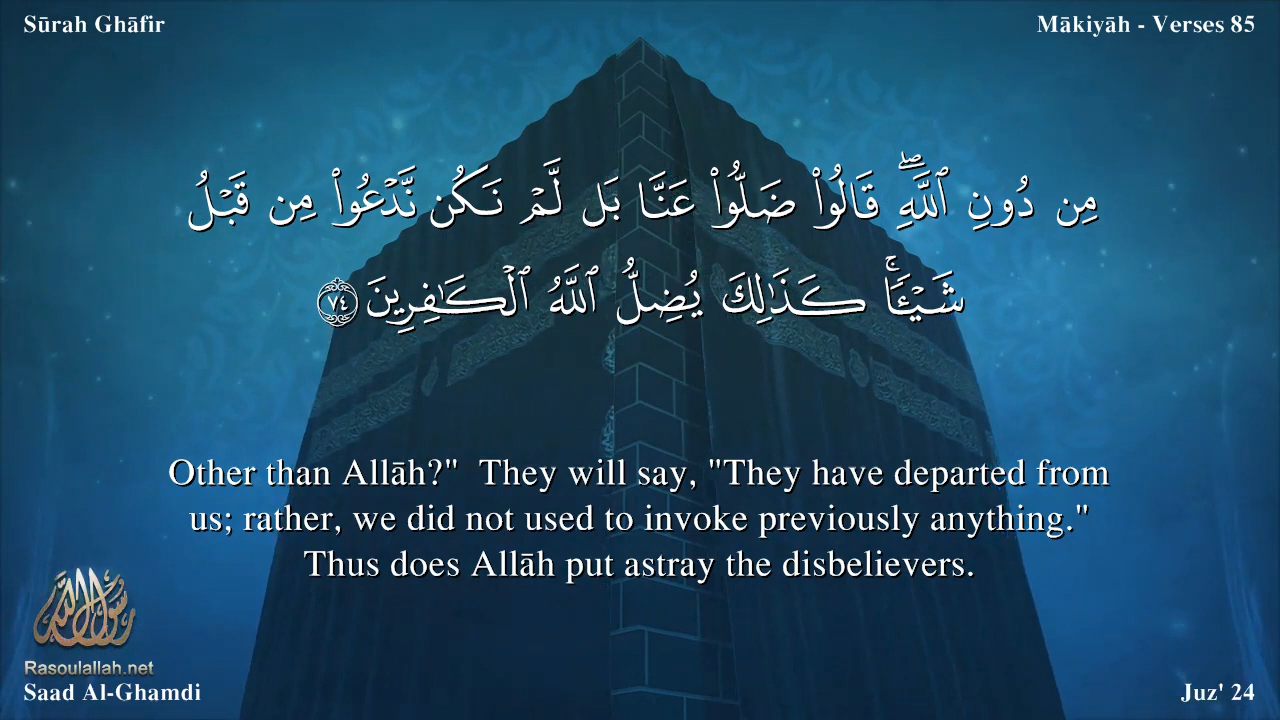 Sūrah Ghāfir
Mākiyāh - Verses 85
مِن دُونِ ٱللَّهِۖ قَالُوا۟ ضَلُّوا۟ عَنَّا بَل لَّمْ نَكُن نَّدْعُوا۟ مِن قَبْلُ
شَيْـًٔاۚ كَذَٰلِكَ يُضِلُّ ٱللَّهُ ٱلْكَـٰفِرِينَ ٧٤
Other than Allāh?" They will say, "They have departed from
us; rather, we did not used to invoke previously anything."
Thus does Allāh put astray the disbelievers.
رسول الله
Rasoulallah.net
Saad Al-Ghamdi
Juz' 24